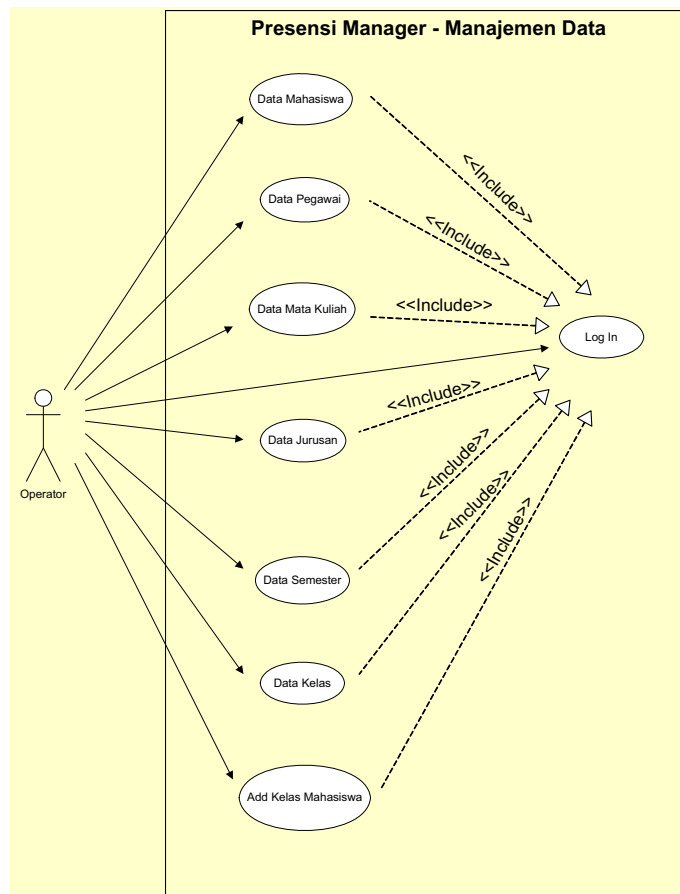 Presensi Manager - Manajemen Data
Data Mahasiswa
<<Include>>
Data Pegawai
<<Include>>
Data Mata Kuliah
<<Include>>
Log In
<<Include>>
Data Jurusan
<<Include>>
Operator
<<Include>>
<<Include>>
Data Semester
Data Kelas
Add Kelas Mahasiswa